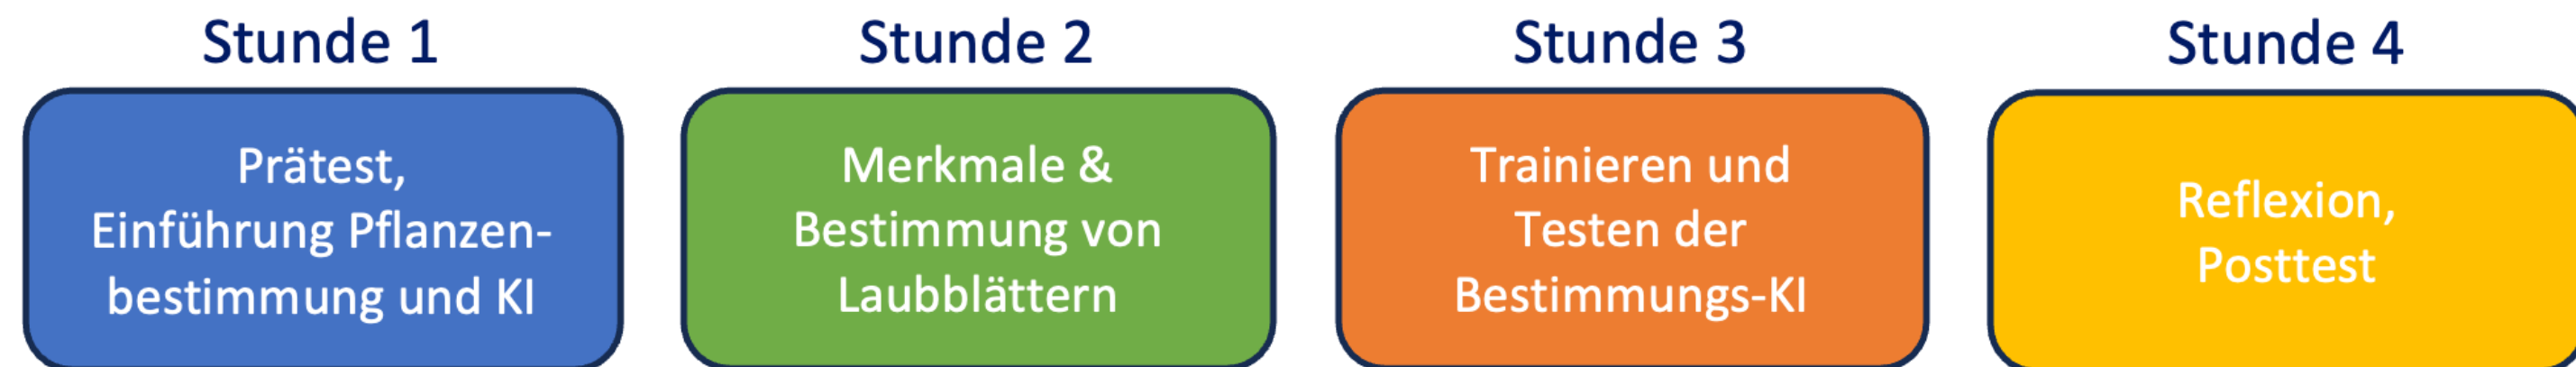 Stunde 1
Prätest,
Einführung Pflanzen-
bestimmung und KI
Stunde 2
Merkmale &
Bestimmung von
Laubblättern
Stunde 3
Trainieren und
Testen der
Bestimmungs-KI
Stunde 4
Reflexion,
Posttest